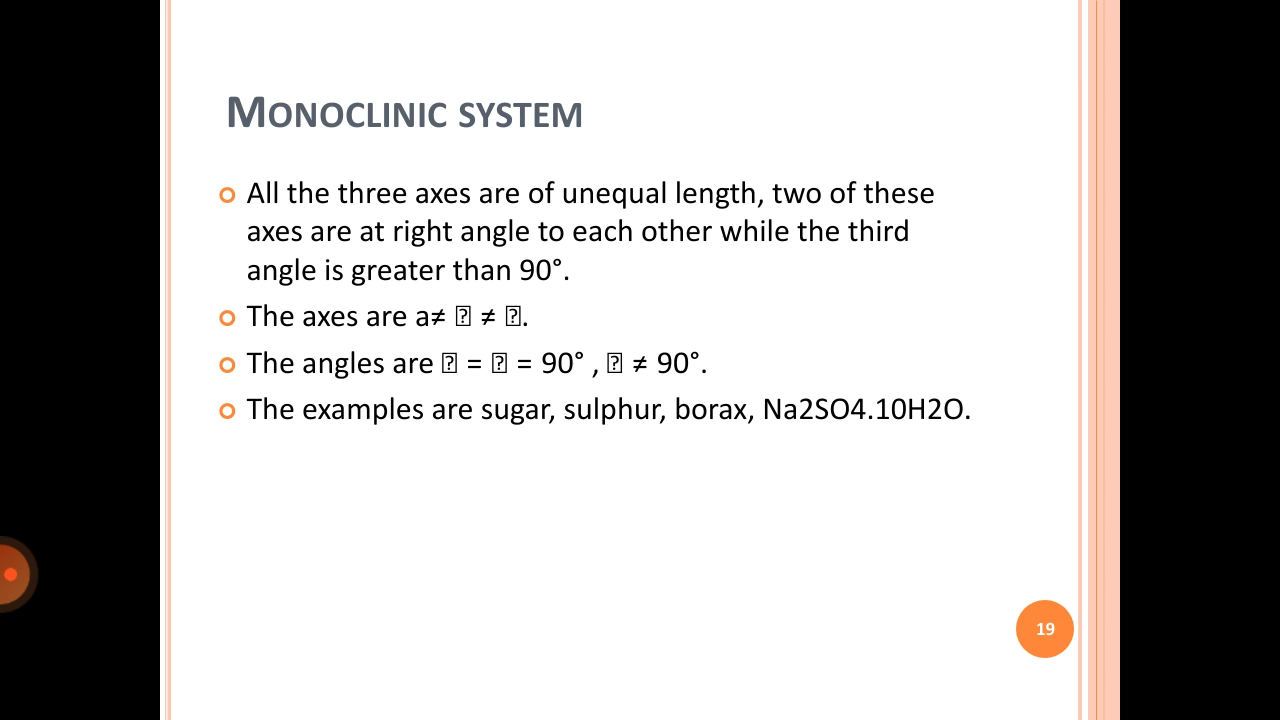 MONOCLINIC SYSTEM
All the three axes are of unequal length, two of these
axes are at right angle to each other while the third
angle is greater than 90°.
The axes are a≠ ⍰ ≠ ⍰.
The angles are ⍰ = ⍰ = 90° , ⍰ ≠ 90°.
The examples are sugar, sulphur, borax, Na2SO4.10H2O.
19